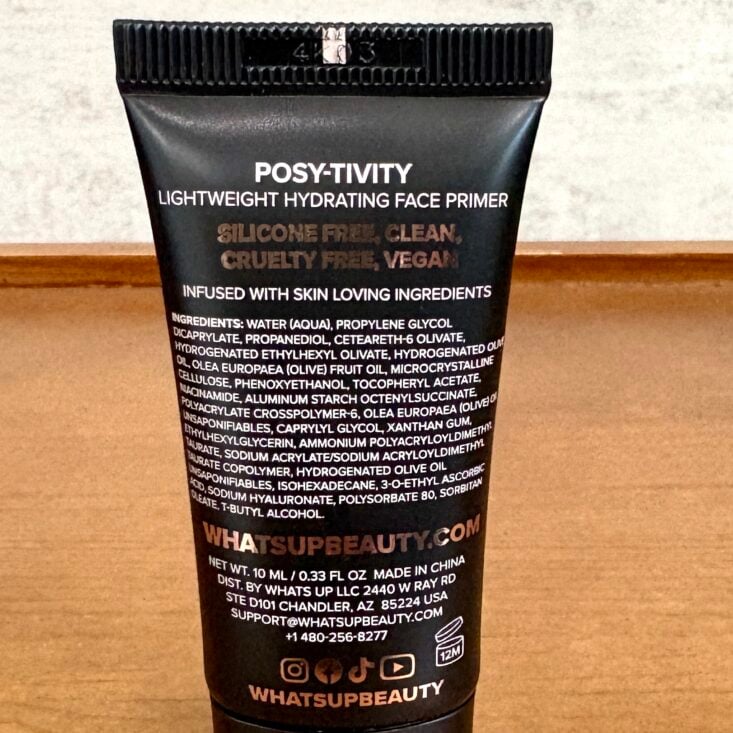 POSY-TIVITY
LIGHTWEIGHT HYDRATING FACE PRIMER
SILICONE FREE, CLEAN,
CRUELTY FREE, VEGAN
INFUSED WITH SKIN LOVING INGREDIENTS
INGREDIENTS: WATER (AQUA), PROPYLENE GLYCOL
DICAPRYLATE, PROPANEDIOL, CETEARETH-6 OLIVATE,
HYDROGENATED ETHYLHEXYL OLIVATE, HYDROGENATED OLIVE
OIL, OLEA EUROPAEA (OLIVE) FRUIT OIL, MICROCRYSTALLINE
CELLULOSE, PHENOXYETHANOL, TOCOPHERYL ACETATE,
NIACINAMIDE, ALUMINUM STARCH OCTENYLSUCCINATE,
POLYACRYLATE CROSSPOLYMER-6, OLEA EUROPAEA (OLIVE) OIL
UNSAPONIFIABLES, CAPRYLYL GLYCOL, XANTHAN GUM,
ETHYLHEXYLGLYCERIN, AMMONIUM POLYACRYLOYLDIMETHYL
TAURATE, SODIUM ACRYLATE/SODIUM ACRYLOYLDIMETHYL
TAURATE COPOLYMER, HYDROGENATED OLIVE OIL
UNSAPONIFIABLES, ISOHEXADECANE, 3-O-ETHYL ASCORBIC
ACID, SODIUM HYALURONATE, POLYSORBATE 80, SORBITAN
OLEATE, T-BUTYL ALCOHOL.
WHATSUPBEAUTY.COM
NET WT. 10 ML / 0.33 FL OZ MADE IN CHINA
DIST. BY WHATS UP LLC 2440 W RAY RD
STE D101 CHANDLER, AZ 85224 USA
SUPPORT@WHATSUPBEAUTY.COM
+1 480-256-8277
12M
WHATSUPBEAUTY